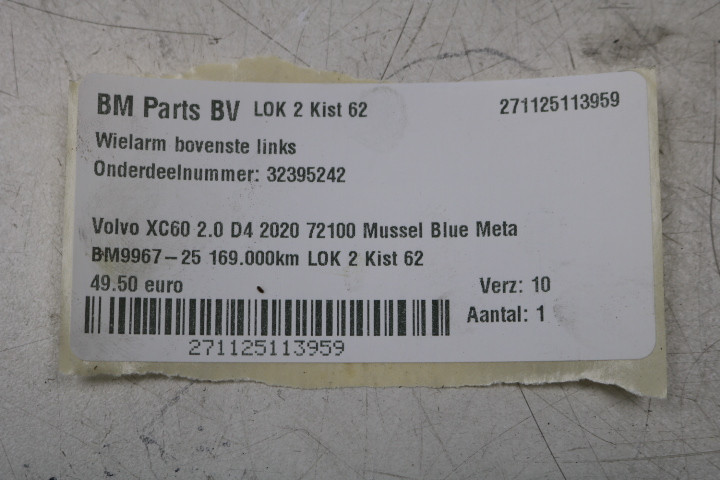 BM Parts BV LOK 2 Kist 62 271125113959
Wielarm bovenste links
Onderdeelnummer: 32395242
Volvo XC60 2.0 D4 2020 72100 Mussel Blue Meta
BM9967-25 169.000km LOK 2 Kist 62
49.50 euro Verz: 10
Aantal: 1
271125113959